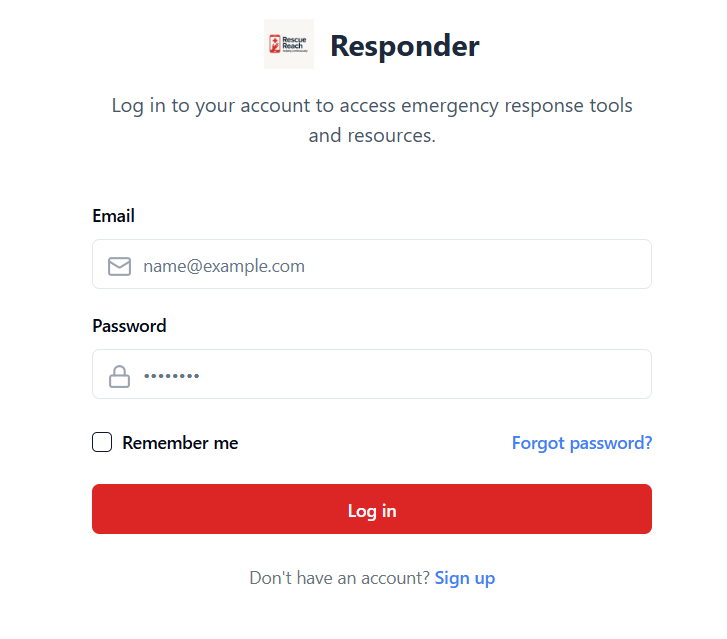 Rescue
Reach
Responder
Log in to your account to access emergency response tools
and resources.
Email
name@example.com
Password
••••••••
Remember me
Forgot password?
Log in
Don't have an account? Sign up